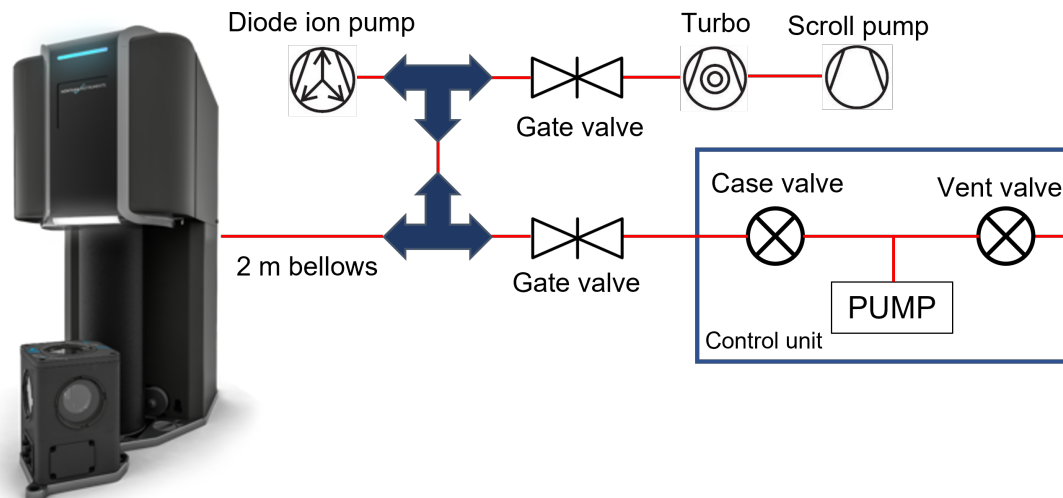 Diode ion pump
Turbo
Scroll pump
Gate valve
Case valve
Vent valve
2 m bellows
Gate valve
PUMP
Control unit